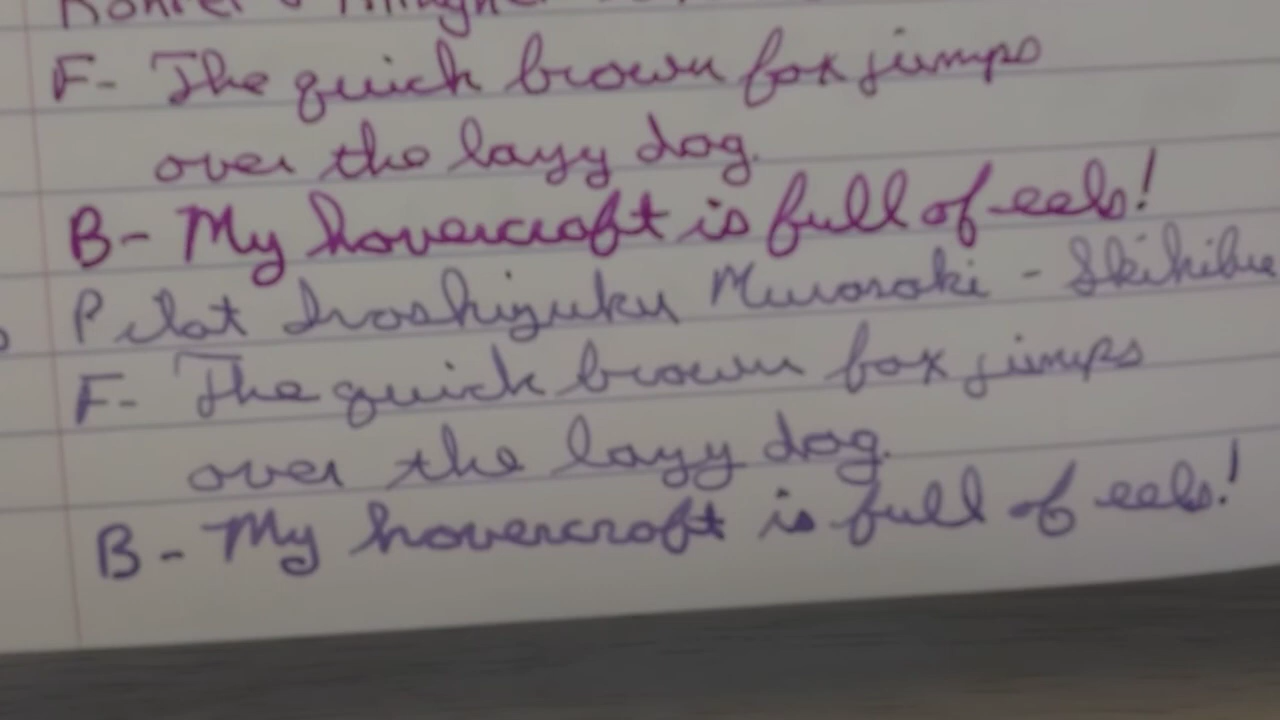 F- The quick brown fox jumps
over the lazy dog.
B- My hovercraft is full of eels!
Pilot Iroshizuku Murasaki - Shikibu
F- The quick brown fox jumps
over the lazy dog.
B- My hovercraft is full of eels!